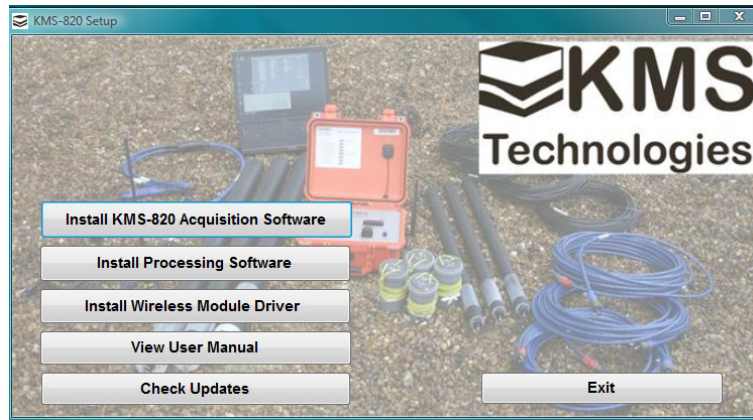 KMS-820 Setup
KMS
Technologies
Install KMS-820 Acquisition Software
Install Processing Software
Install Wireless Module Driver
View User Manual
Check Updates
Exit